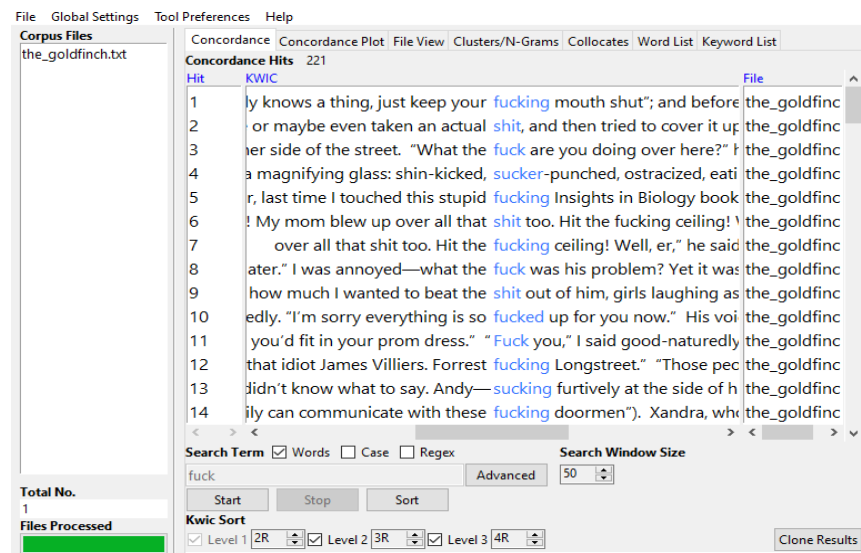 File Global Settings Tool Preferences Help
Corpus Files
the_goldfinch.txt
Concordance Concordance Plot File View Clusters/N-Grams Collocates Word List Keyword List
Concordance Hits 221
Hit KWIC File
1 ly knows a thing, just keep your fucking mouth shut”; and before the_goldfinc
2 or maybe even taken an actual shit, and then tried to cover it up the_goldfinc
3 her side of the street. “What the fuck are you doing over here?” h the_goldfinc
4 a magnifying glass: shin-kicked, sucker-punched, ostracized, eati the_goldfinc
5 r, last time I touched this stupid fucking Insights in Biology book the_goldfinc
6 ! My mom blew up over all that shit too. Hit the fucking ceiling! the_goldfinc
7 over all that shit too. Hit the fucking ceiling! Well, er,” he said the_goldfinc
8 ater.” I was annoyed—what the fuck was his problem? Yet it was the_goldfinc
9 how much I wanted to beat the shit out of him, girls laughing as the_goldfinc
10 edly. “I’m sorry everything is so fucked up for you now.” His voi the_goldfinc
11 you’d fit in your prom dress.” “Fuck you,” I said good-naturedly the_goldfinc
12 that idiot James Villiers. Forrest fucking Longstreet.” “Those peo the_goldfinc
13 didn’t know what to say. Andy—sucking furtively at the side of h the_goldfinc
14 ily can communicate with these fucking doormen”). Xandra, who the_goldfinc
Search Term Words Case Regex Search Window Size
fuck Advanced 50
Total No.
1
Start Stop Sort
Files Processed
Kwic Sort
Level 1 2R Level 2 3R Level 3 4R Clone Results